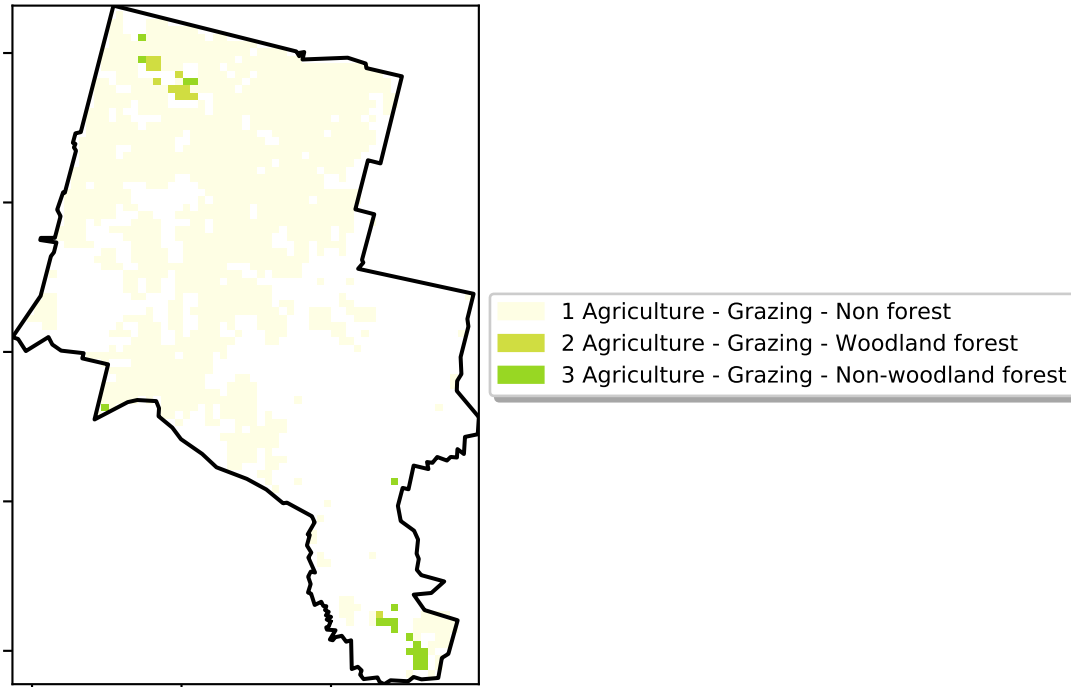 1 Agriculture - Grazing - Non forest
2 Agriculture - Grazing - Woodland forest
3 Agriculture - Grazing - Non-woodland forest